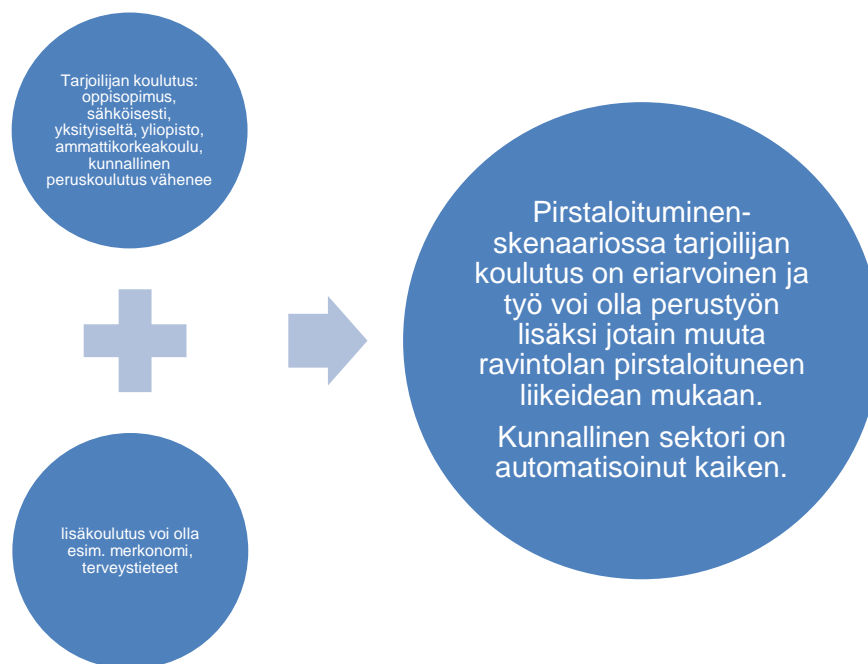 Tarjoilijan koulutus:
oppisopimus,
sähköisesti,
yksityiseltä, yliopisto,
ammattikorkeakoulu,
kunnallinen
peruskoulutus vähenee
lisäkoulutus voi olla
esim. merkonomi,
terveystieteet
Pirstaloituminen-
skenaariossa tarjoilijan
koulutus on eriarvoinen ja
työ voi olla perustyön
lisäksi jotain muuta
ravintolan pirstaloituneen
liikeidean mukaan.
Kunnallinen sektori on
automatisoinut kaiken.